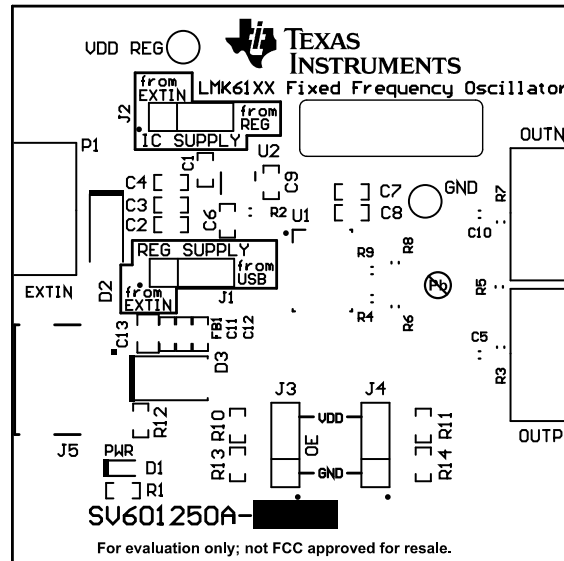 VDD REG
TEXAS
INSTRUMENTS
from
EXTIN
LMK61XX Fixed Frequency Oscillator
J2
from
REG
IC SUPPLY
P1
C1
U2
OUTN
C4
C9
C7
GND
R7
C3
C6
R2
U1
C8
C2
C10
REG SUPPLY
R9
R8
from
USB
Pb
EXTIN
D2
from
EXTIN
J1
R5
R4
R6
C13
FB1
C11
C12
C5
D3
R3
J3
J4
R12
R10
VDD
R11
OE
OUTP
J5
PWR
D1
R13
GND
R14
R1
SV601250A-
For evaluation only; not FCC approved for resale.